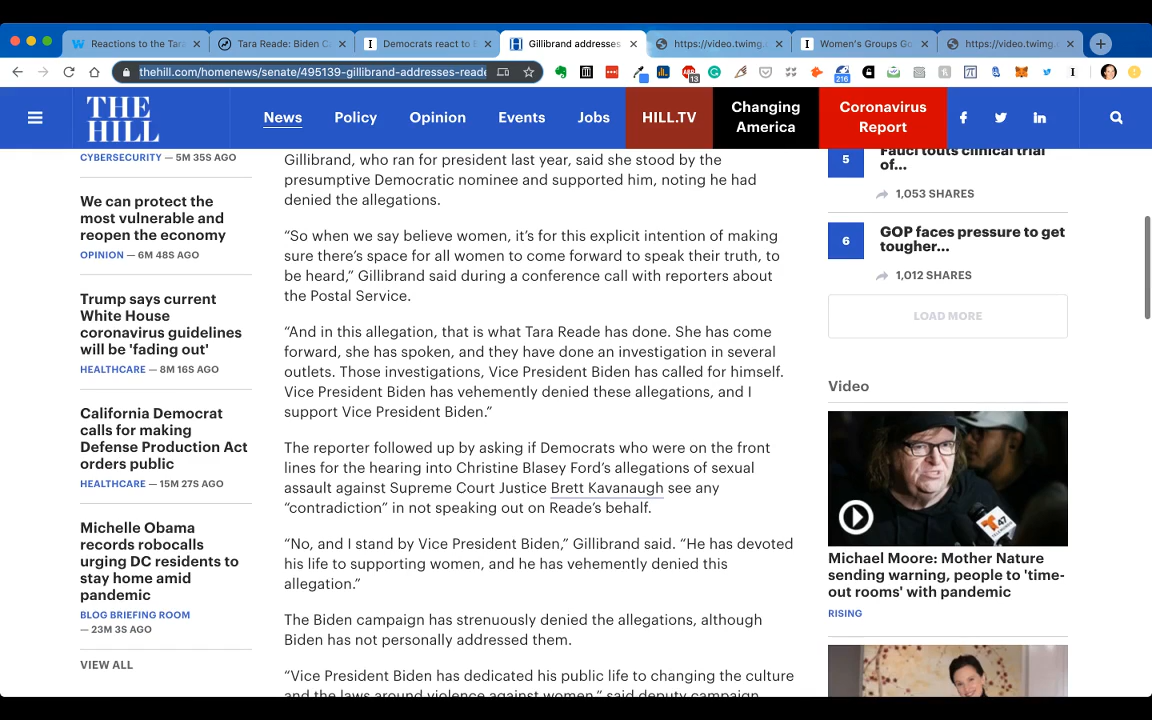 Reactions to the Tar
Tara Reade: Biden C
Democrats react to
Gillibrand addresses
https://video.twimg.
Women's Groups Go
https://video.twimg.
thehill.com/homenews/senate/495139-gillibrand-addresses-reade
13
216
THE
HILL
News
Policy
Opinion
Events
Jobs
HILL.TV
Changing
America
Coronavirus
Report
CYBERSECURITY — 5M 35S AGO
We can protect the
most vulnerable and
reopen the economy
OPINION — 6M 48S AGO
Trump says current
White House
coronavirus guidelines
will be 'fading out'
HEALTHCARE — 8M 16S AGO
California Democrat
calls for making
Defense Production Act
orders public
HEALTHCARE — 15M 27S AGO
Michelle Obama
records robocalls
urging DC residents to
stay home amid
pandemic
BLOG BRIEFING ROOM
— 23M 3S AGO
VIEW ALL
Gillibrand, who ran for president last year, said she stood by the
presumptive Democratic nominee and supported him, noting he had
denied the allegations.
“So when we say believe women, it’s for this explicit intention of making
sure there’s space for all women to come forward to speak their truth, to
be heard,” Gillibrand said during a conference call with reporters about
the Postal Service.
“And in this allegation, that is what Tara Reade has done. She has come
forward, she has spoken, and they have done an investigation in several
outlets. Those investigations, Vice President Biden has called for himself.
Vice President Biden has vehemently denied these allegations, and I
support Vice President Biden.”
The reporter followed up by asking if Democrats who were on the front
lines for the hearing into Christine Blasey Ford’s allegations of sexual
assault against Supreme Court Justice Brett Kavanaugh see any
“contradiction” in not speaking out on Reade’s behalf.
“No, and I stand by Vice President Biden,” Gillibrand said. “He has devoted
his life to supporting women, and he has vehemently denied this
allegation.”
The Biden campaign has strenuously denied the allegations, although
Biden has not personally addressed them.
“Vice President Biden has dedicated his public life to changing the culture
and the laws around violence against women,” said deputy campaign
5
Fauci touts clinical trial
of...
1,053 SHARES
6
GOP faces pressure to get
tougher...
1,012 SHARES
LOAD MORE
Video
47
Michael Moore: Mother Nature
sending warning, people to 'time-
out rooms' with pandemic
RISING